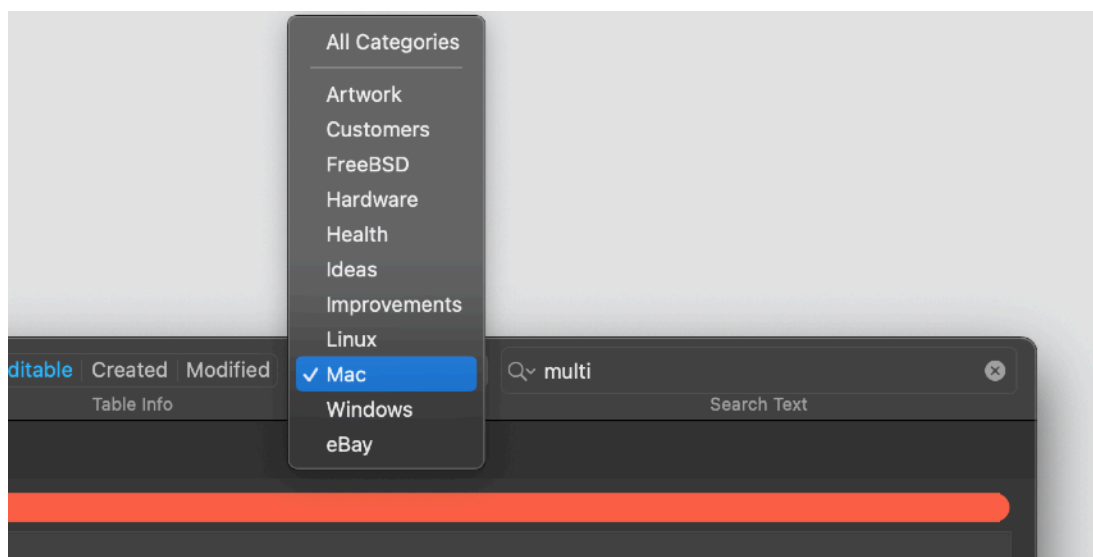 All Categories
Artwork
Customers
FreeBSD
Hardware
Health
Ideas
Improvements
Linux
ditable Created Modified
✓ Mac
multi
Table Info
Windows
Search Text
eBay